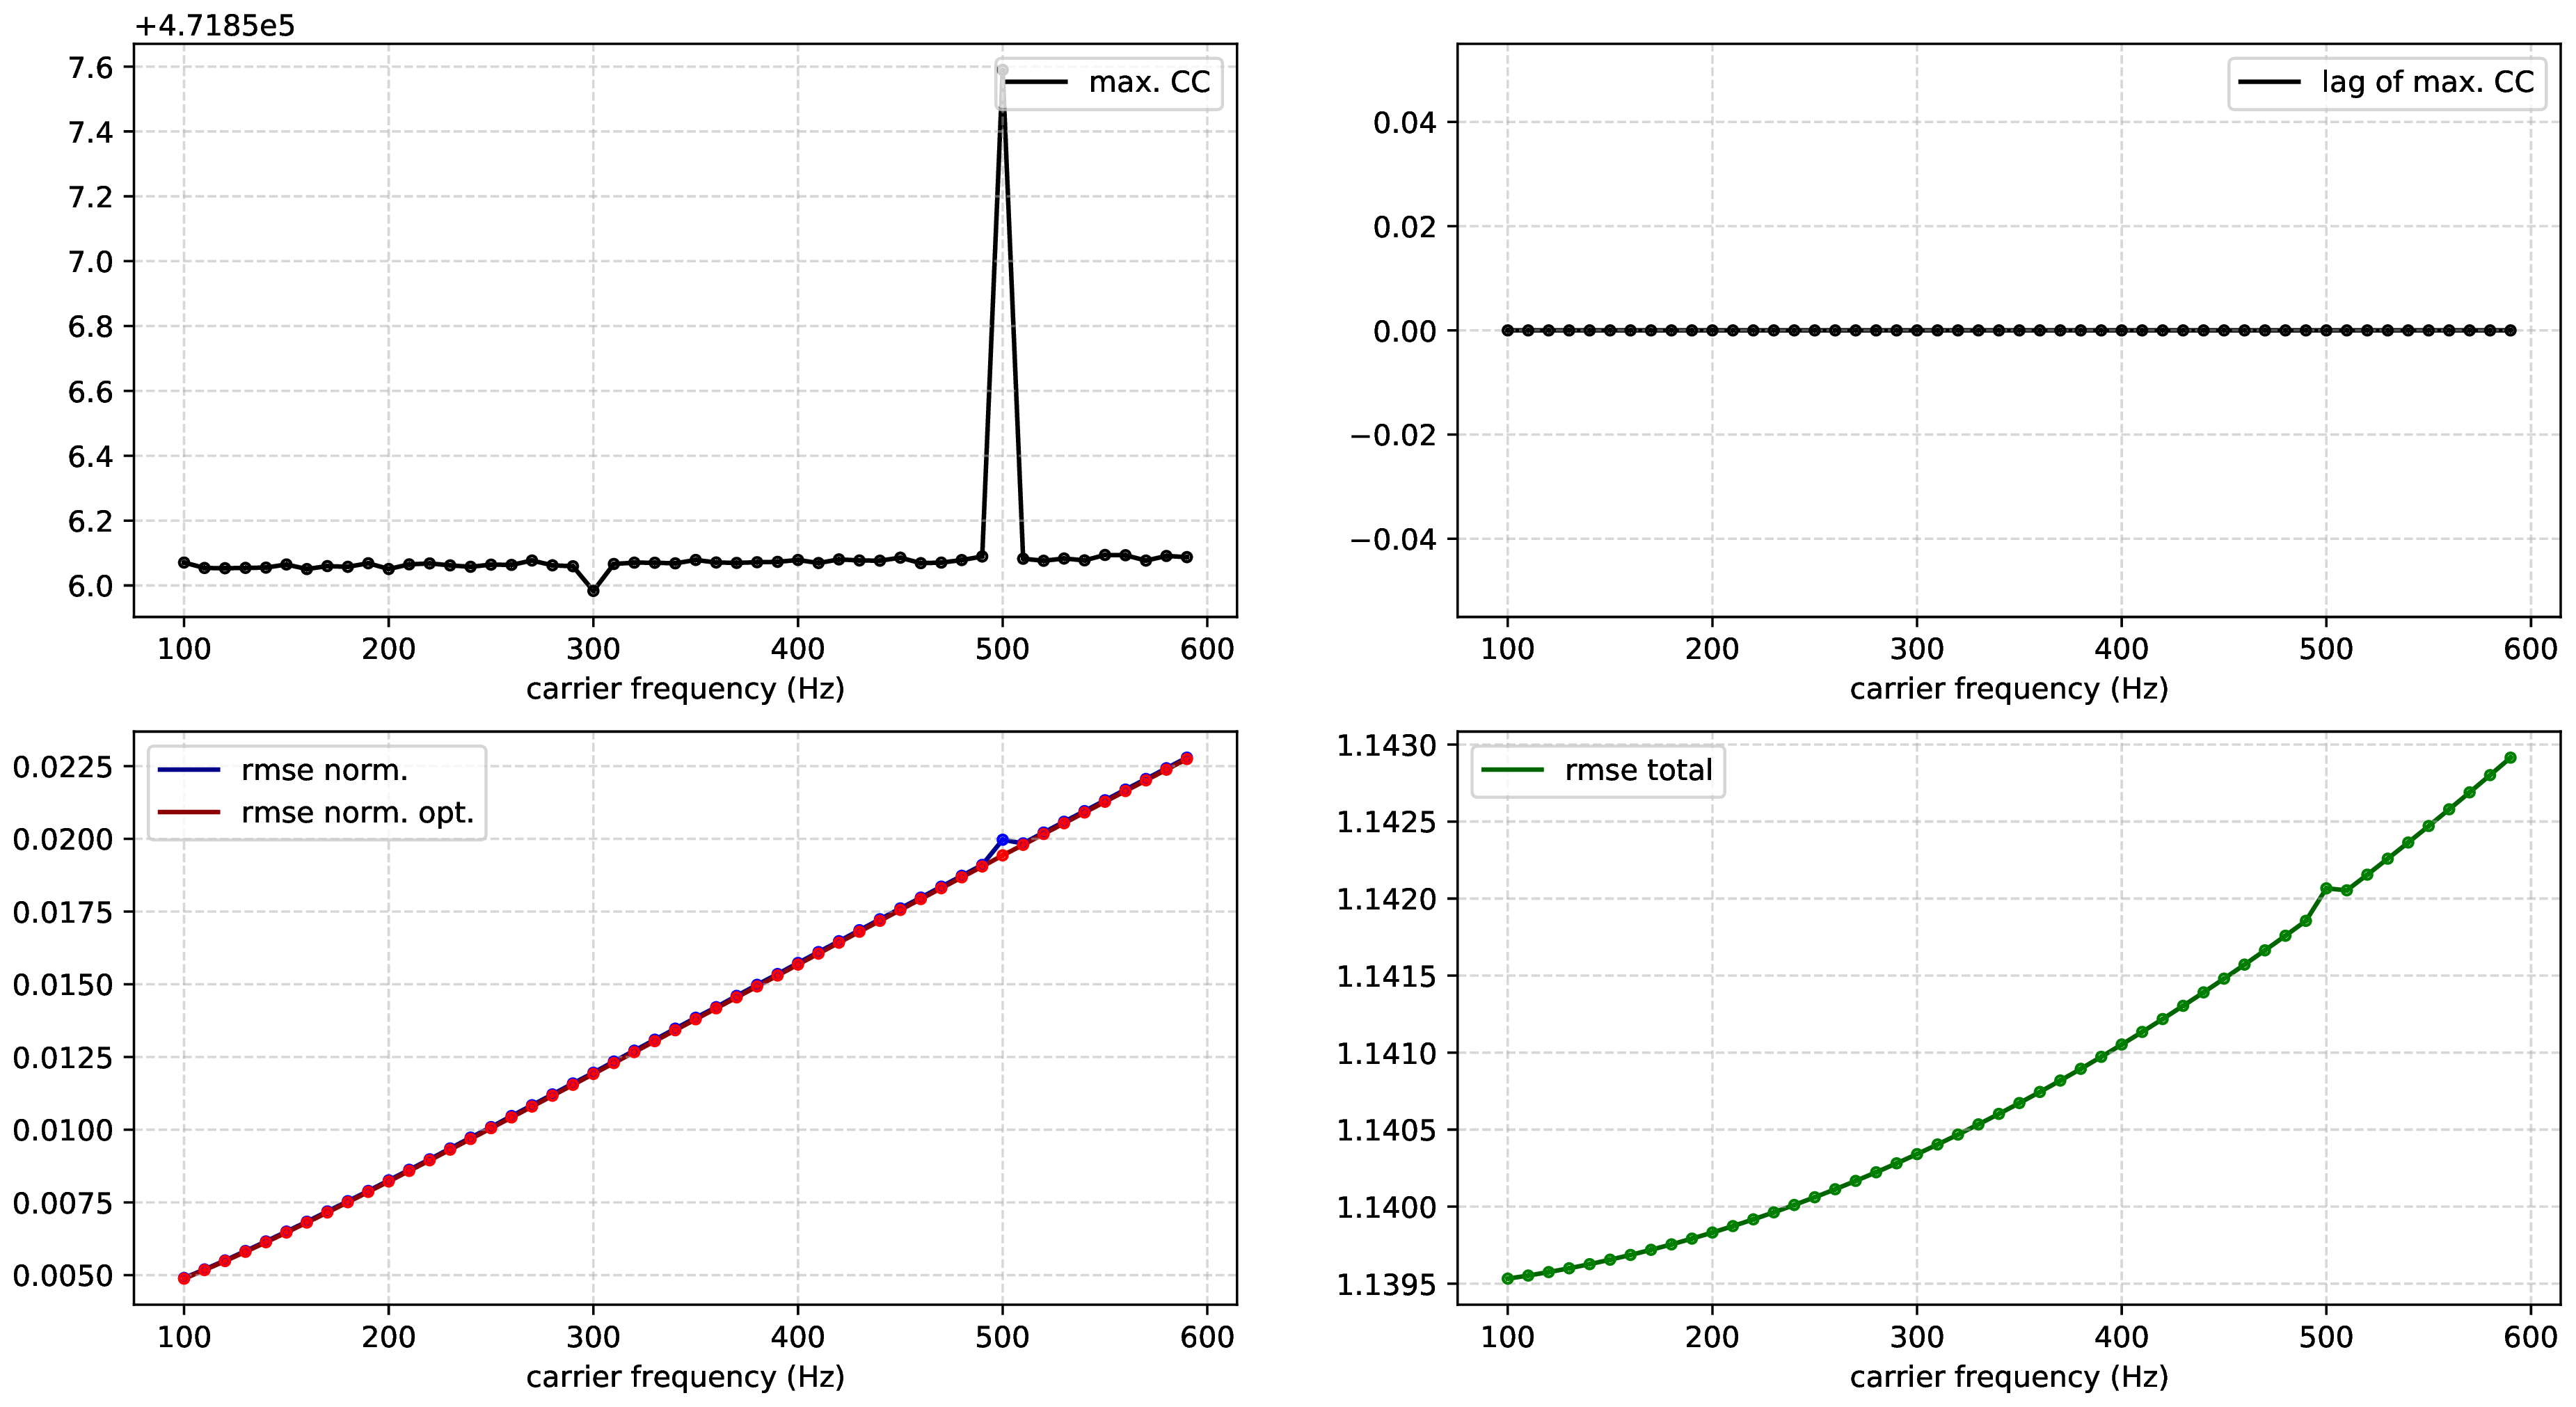 +4.7185e5
7.6
7.4
7.2
7.0
6.8
6.6
6.4
6.2
6.0
max. CC
100 200 300 400 500 600
carrier frequency (Hz)
0.04
0.02
0.00
−0.02
−0.04
lag of max. CC
100 200 300 400 500 600
carrier frequency (Hz)
0.0225
0.0200
0.0175
0.0150
0.0125
0.0100
0.0075
0.0050
rmse norm.
rmse norm. opt.
100 200 300 400 500 600
carrier frequency (Hz)
1.1430
1.1425
1.1420
1.1415
1.1410
1.1405
1.1400
1.1395
rmse total
100 200 300 400 500 600
carrier frequency (Hz)